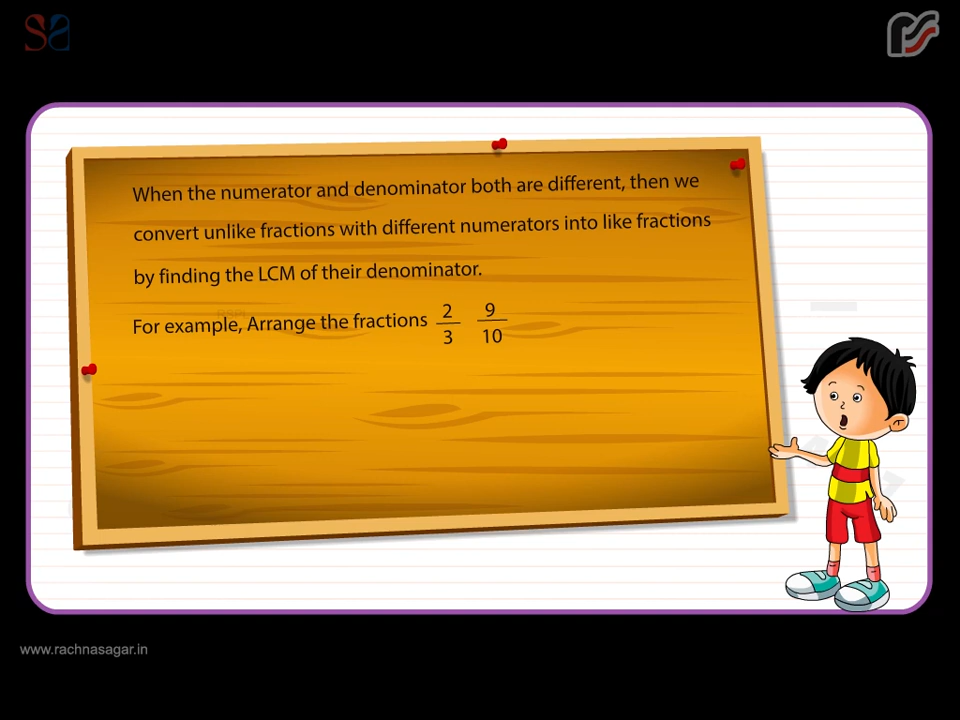 When the numerator and denominator both are different, then we
convert unlike fractions with different numerators into like fractions
by finding the LCM of their denominator.
For example, Arrange the fractions 2/3 9/10
www.rachnasagar.in